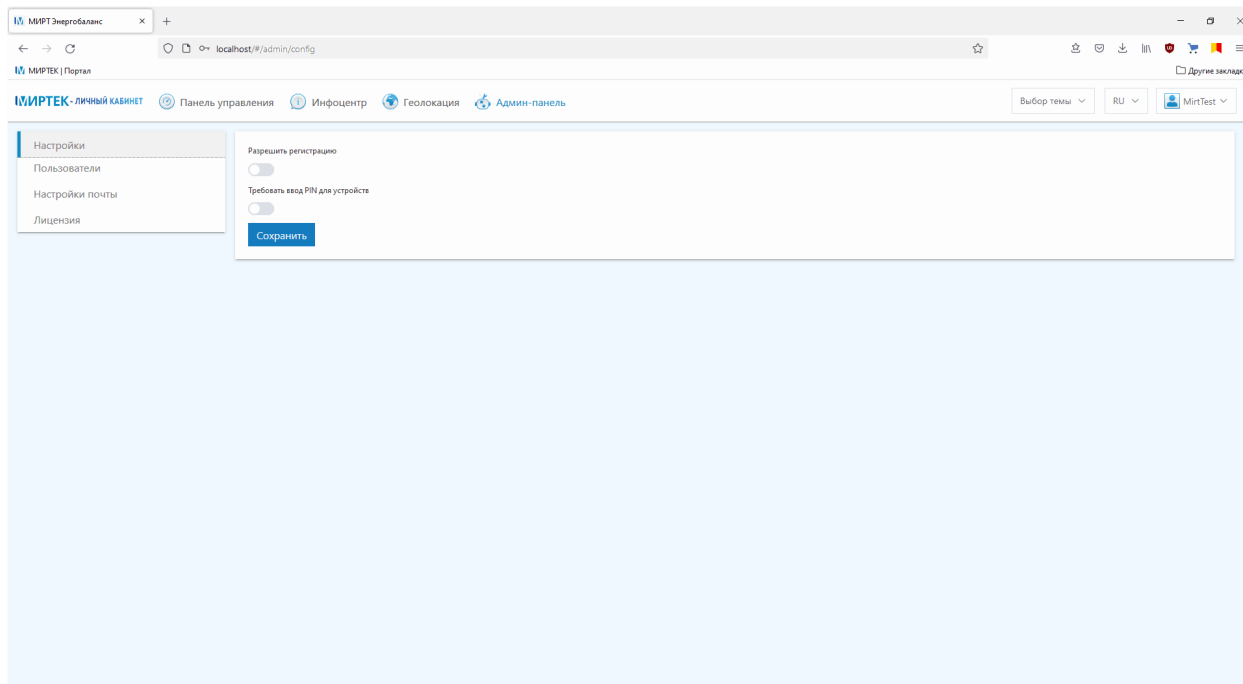 МИРТ Энергобаланс
localhost/#/admin/config
МИРТЕК | Портал
Другие заклад
МИРТЕК - ЛИЧНЫЙ КАБИНЕТ Панель управления Инфоцентр Геолокация Админ-панель Выбор темы RU MirtTest
Настройки
Пользователи
Настройки почты
Лицензия
Разрешить регистрацию
Требовать ввод PIN для устройств
Сохранить